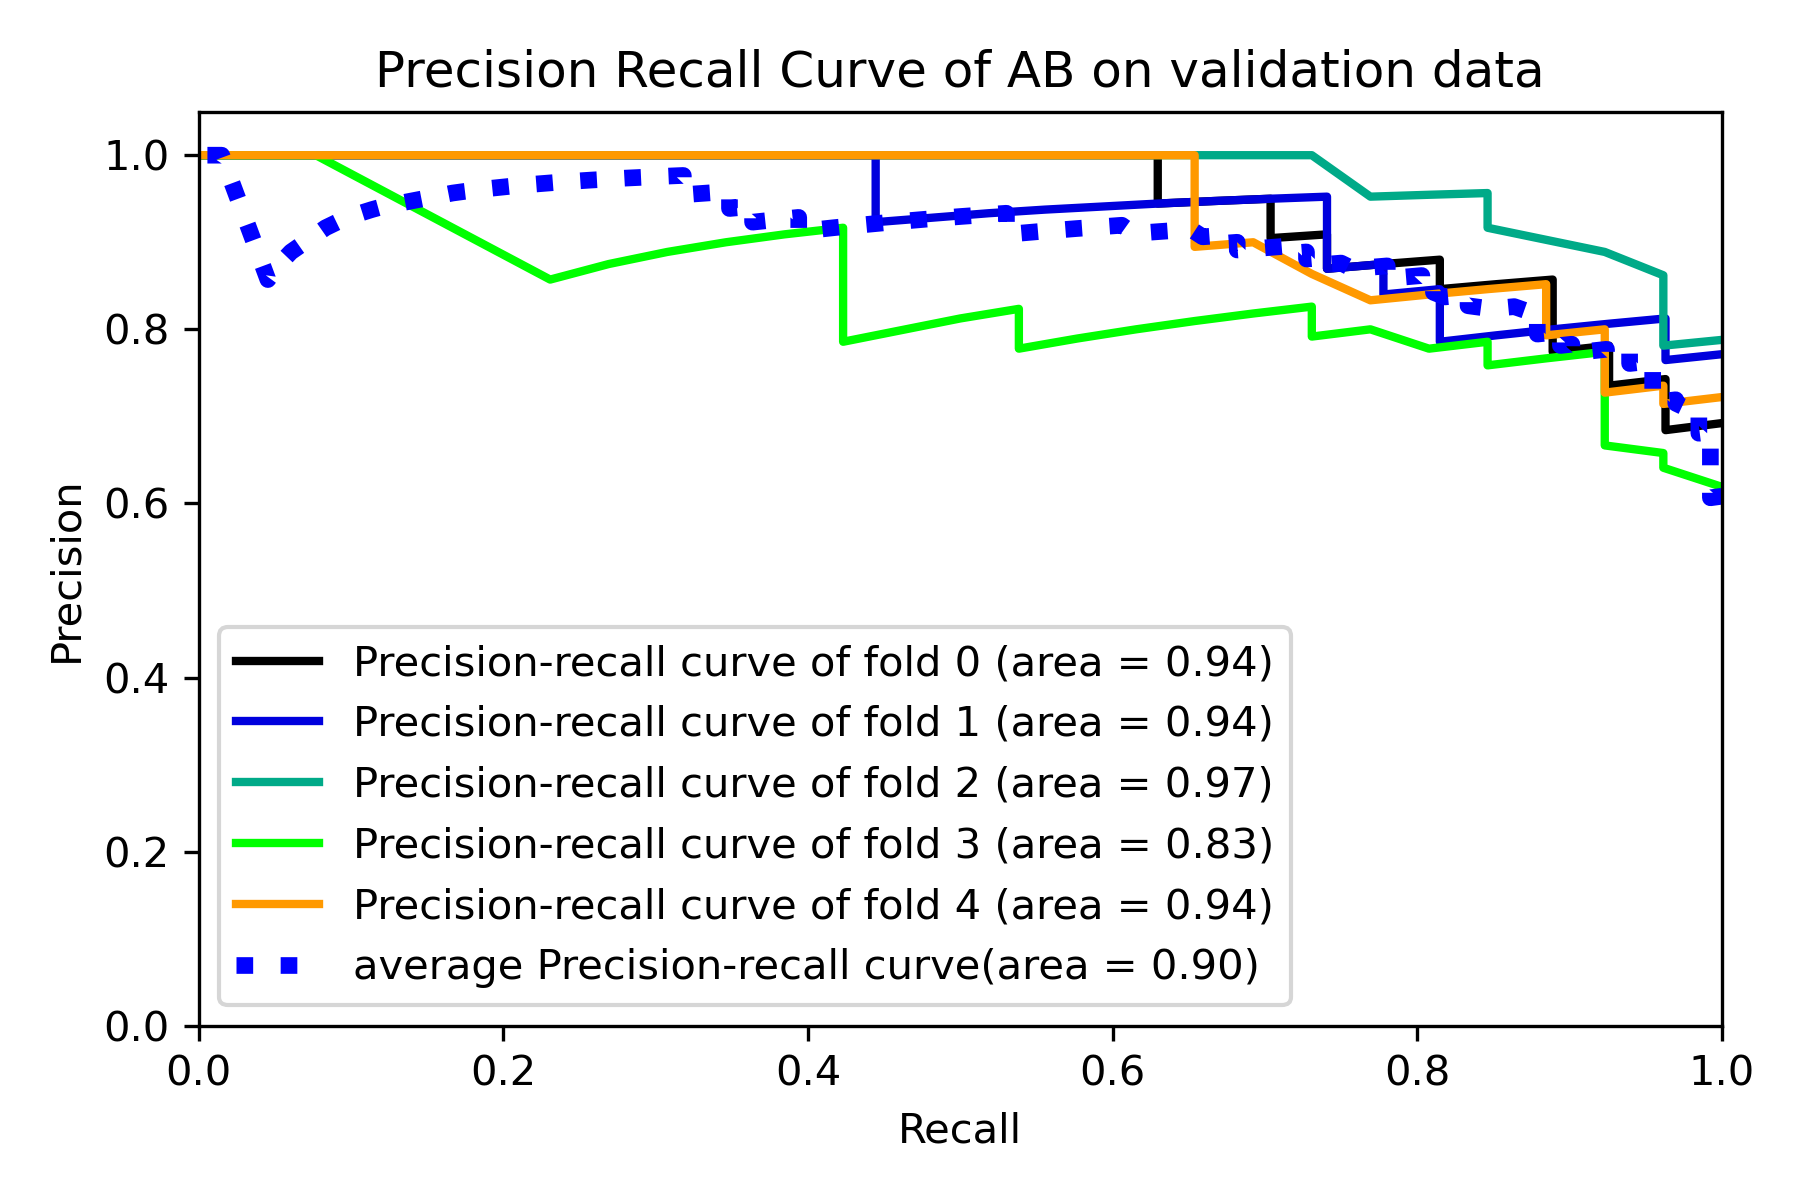 Precision Recall Curve of AB on validation data
1.0
0.8
0.6
0.4
0.2
0.0
Precision
Precision-recall curve of fold 0 (area = 0.94)
Precision-recall curve of fold 1 (area = 0.94)
Precision-recall curve of fold 2 (area = 0.97)
Precision-recall curve of fold 3 (area = 0.83)
Precision-recall curve of fold 4 (area = 0.94)
average Precision-recall curve(area = 0.90)
0.0 0.2 0.4 0.6 0.8 1.0
Recall